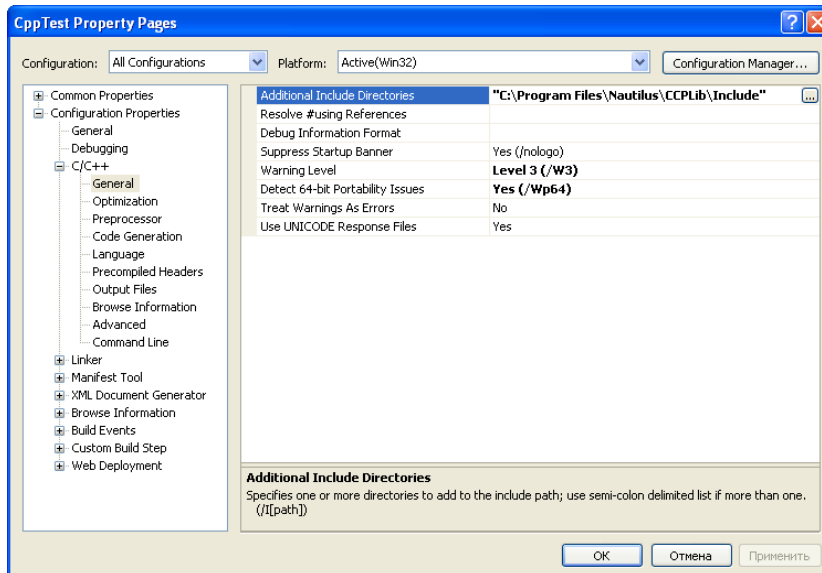 CppTest Property Pages
Configuration: All Configurations Platform: Active(Win32) Configuration Manager...
Common Properties
Configuration Properties
General
Debugging
C/C++
General
Optimization
Preprocessor
Code Generation
Language
Precompiled Headers
Output Files
Browse Information
Advanced
Command Line
Linker
Manifest Tool
XML Document Generator
Browse Information
Build Events
Custom Build Step
Web Deployment
Additional Include Directories "C:\Program Files\Nautilus\CCPLib\Include" ...
Resolve #using References
Debug Information Format
Suppress Startup Banner Yes (/nologo)
Warning Level Level 3 (/W3)
Detect 64-bit Portability Issues Yes (/Wp64)
Treat Warnings As Errors No
Use UNICODE Response Files Yes
Additional Include Directories
Specifies one or more directories to add to the include path; use semi-colon delimited list if more than one.
(/I[path])
OK Отмена Применить